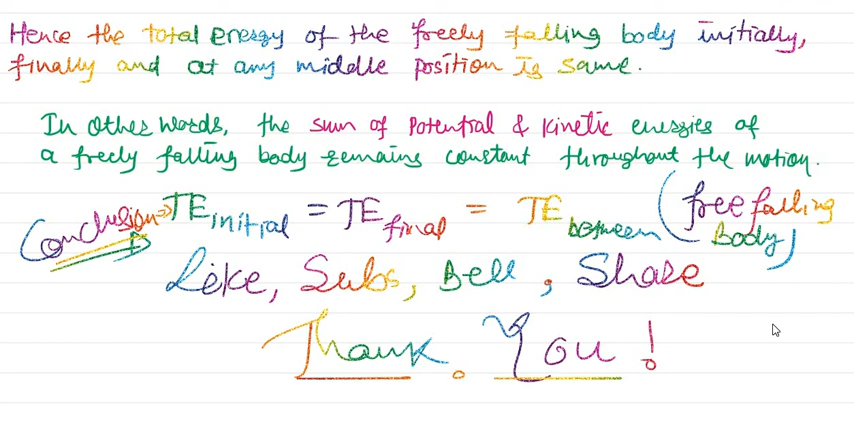 Hence the total energy of the freely falling body initially,
finally and at any middle position is same.
In Other Words, the sum of Potential & Kinetic energies of
a freely falling body remains constant throughout the motion.
Conclusion⇒ TE initial = TE final = TE between (free falling
Body)
Like, Subs, Bell, Share
Thank. You!